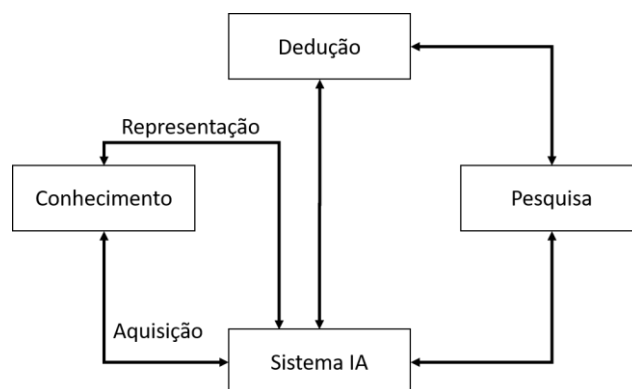 Dedução
Representação
Conhecimento
Pesquisa
Aquisição
Sistema IA